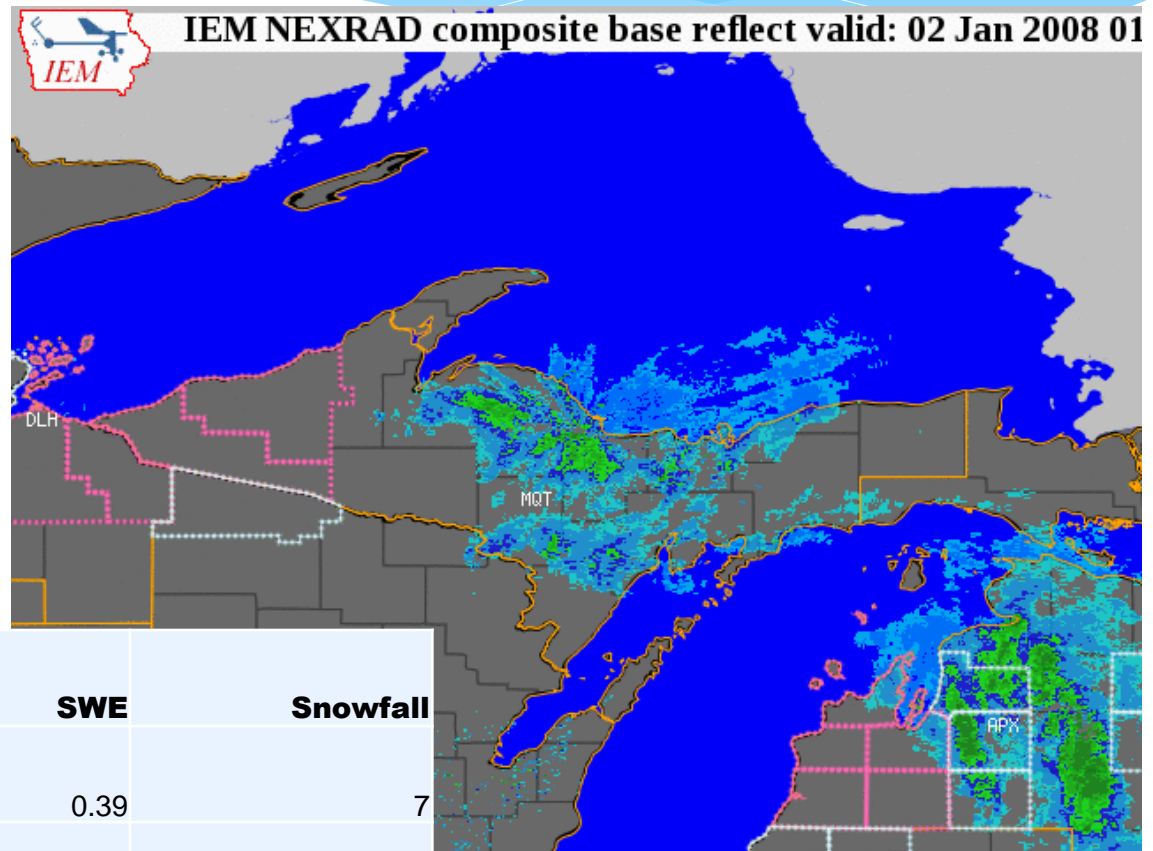 IEM
IEM NEXRAD composite base reflect valid: 02 Jan 2008 01
DLH
MQT
APX
SWE Snowfall
0.39 7